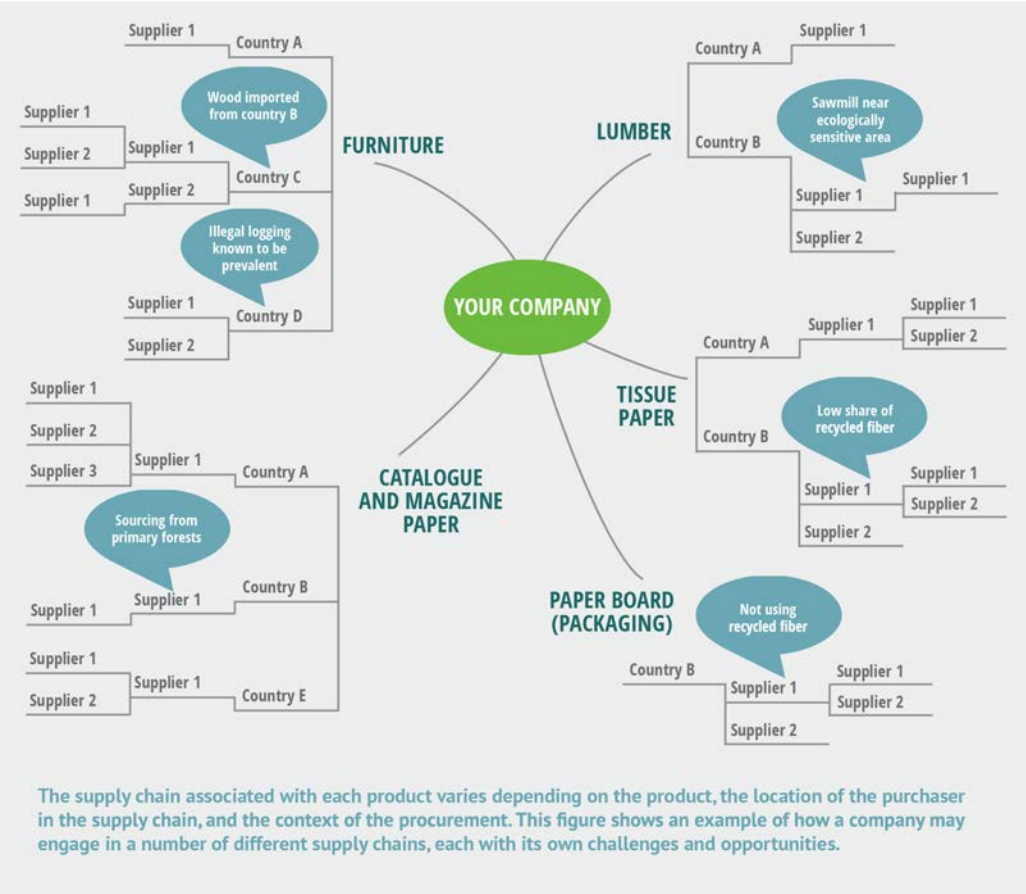 Supplier 1
Country A
Wood imported
from country B
Supplier 1
Supplier 2
Supplier 1
Supplier 1
Supplier 2
Country C
Illegal logging
known to be
prevalent
Supplier 1
Supplier 2
Country D
FURNITURE
LUMBER
Country A
Supplier 1
Sawmill near
ecologically
sensitive area
Country B
Supplier 1
Supplier 1
Supplier 2
YOUR COMPANY
TISSUE
PAPER
Country A
Supplier 1
Supplier 1
Supplier 2
Low share of
recycled fiber
Country B
Supplier 1
Supplier 1
Supplier 2
Supplier 2
CATALOGUE
AND MAGAZINE
PAPER
Supplier 1
Supplier 2
Supplier 3
Supplier 1
Country A
Sourcing from
primary forests
Supplier 1
Supplier 1
Country B
Supplier 1
Supplier 2
Supplier 1
Country E
PAPER BOARD
(PACKAGING)
Not using
recycled fiber
Country B
Supplier 1
Supplier 1
Supplier 2
Supplier 2
The supply chain associated with each product varies depending on the product, the location of the purchaser
in the supply chain, and the context of the procurement. This figure shows an example of how a company may
engage in a number of different supply chains, each with its own challenges and opportunities.